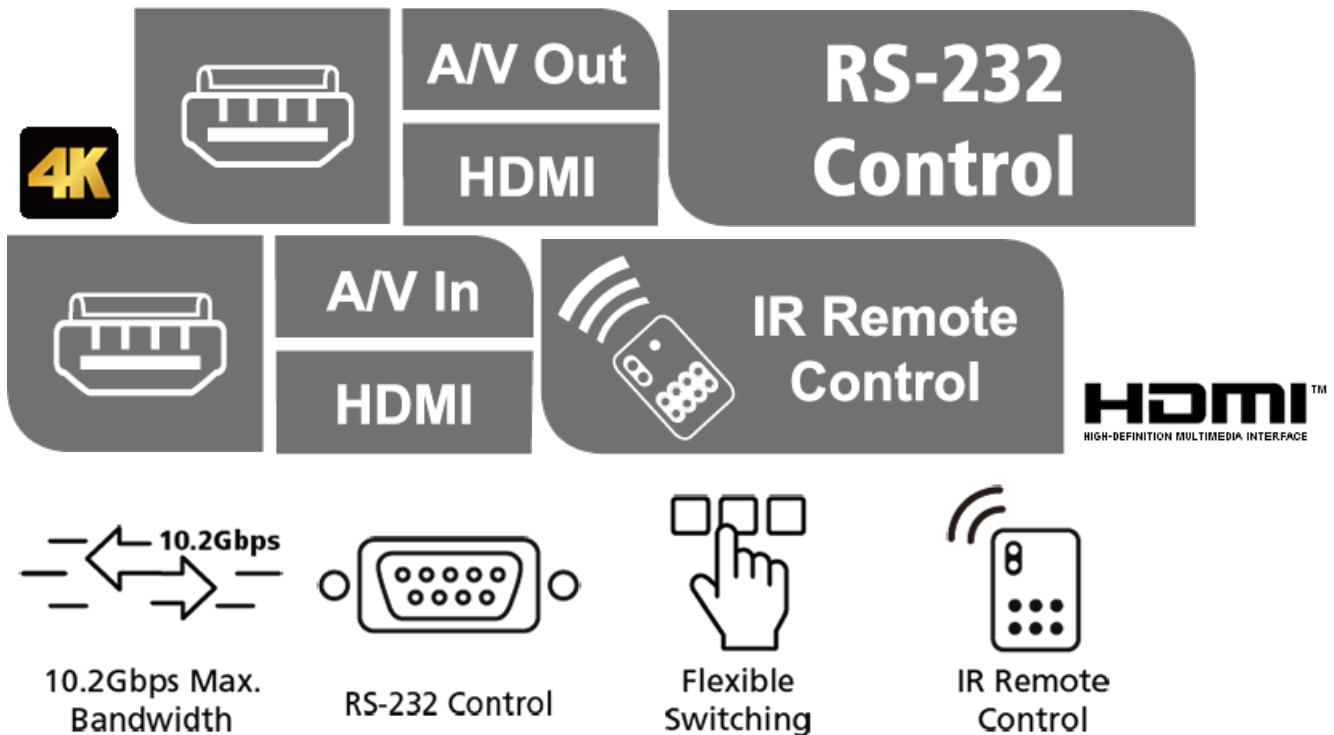 4K
A/V Out
HDMI
RS-232
Control
A/V In
HDMI
IR Remote
Control
HDMI™
HIGH-DEFINITION MULTIMEDIA INTERFACE
10.2Gbps
10.2Gbps Max.
Bandwidth
RS-232 Control
Flexible
Switching
IR Remote
Control